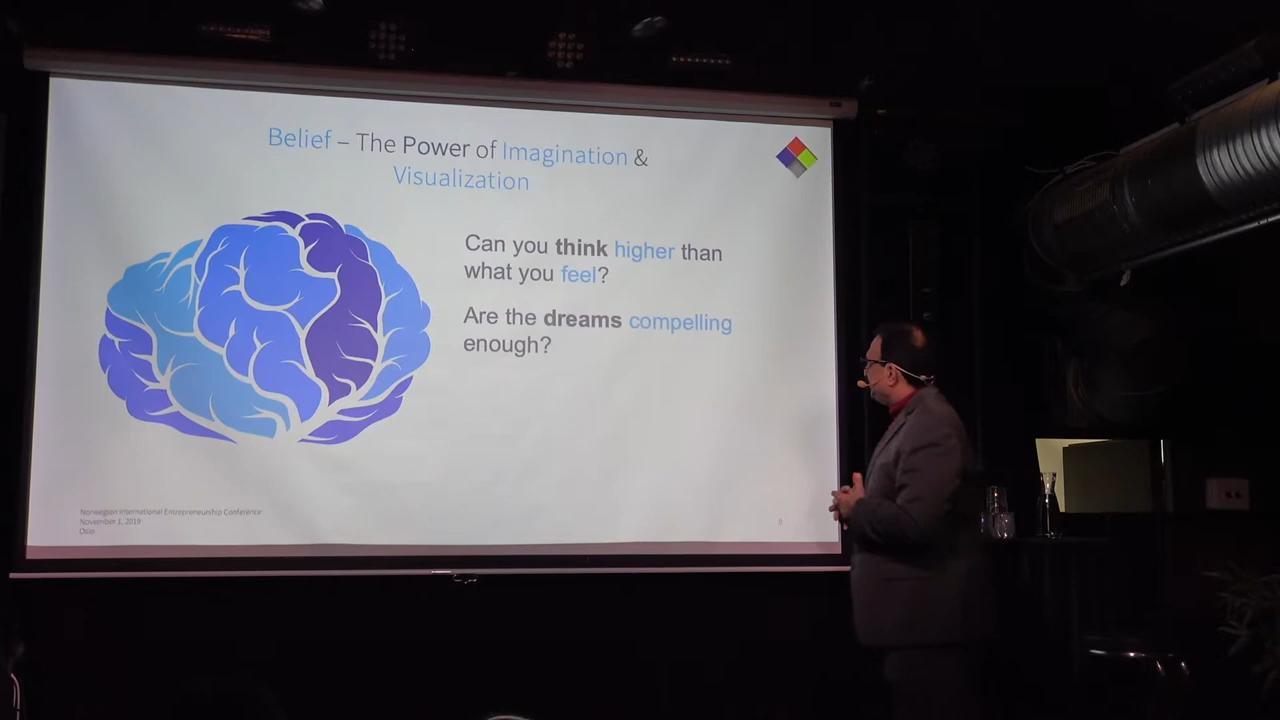 Belief – The Power of Imagination &
Visualization
Can you think higher than
what you feel?
Are the dreams compelling
enough?
Norwegian International Entrepreneurship Conference
November 1, 2019
Oslo